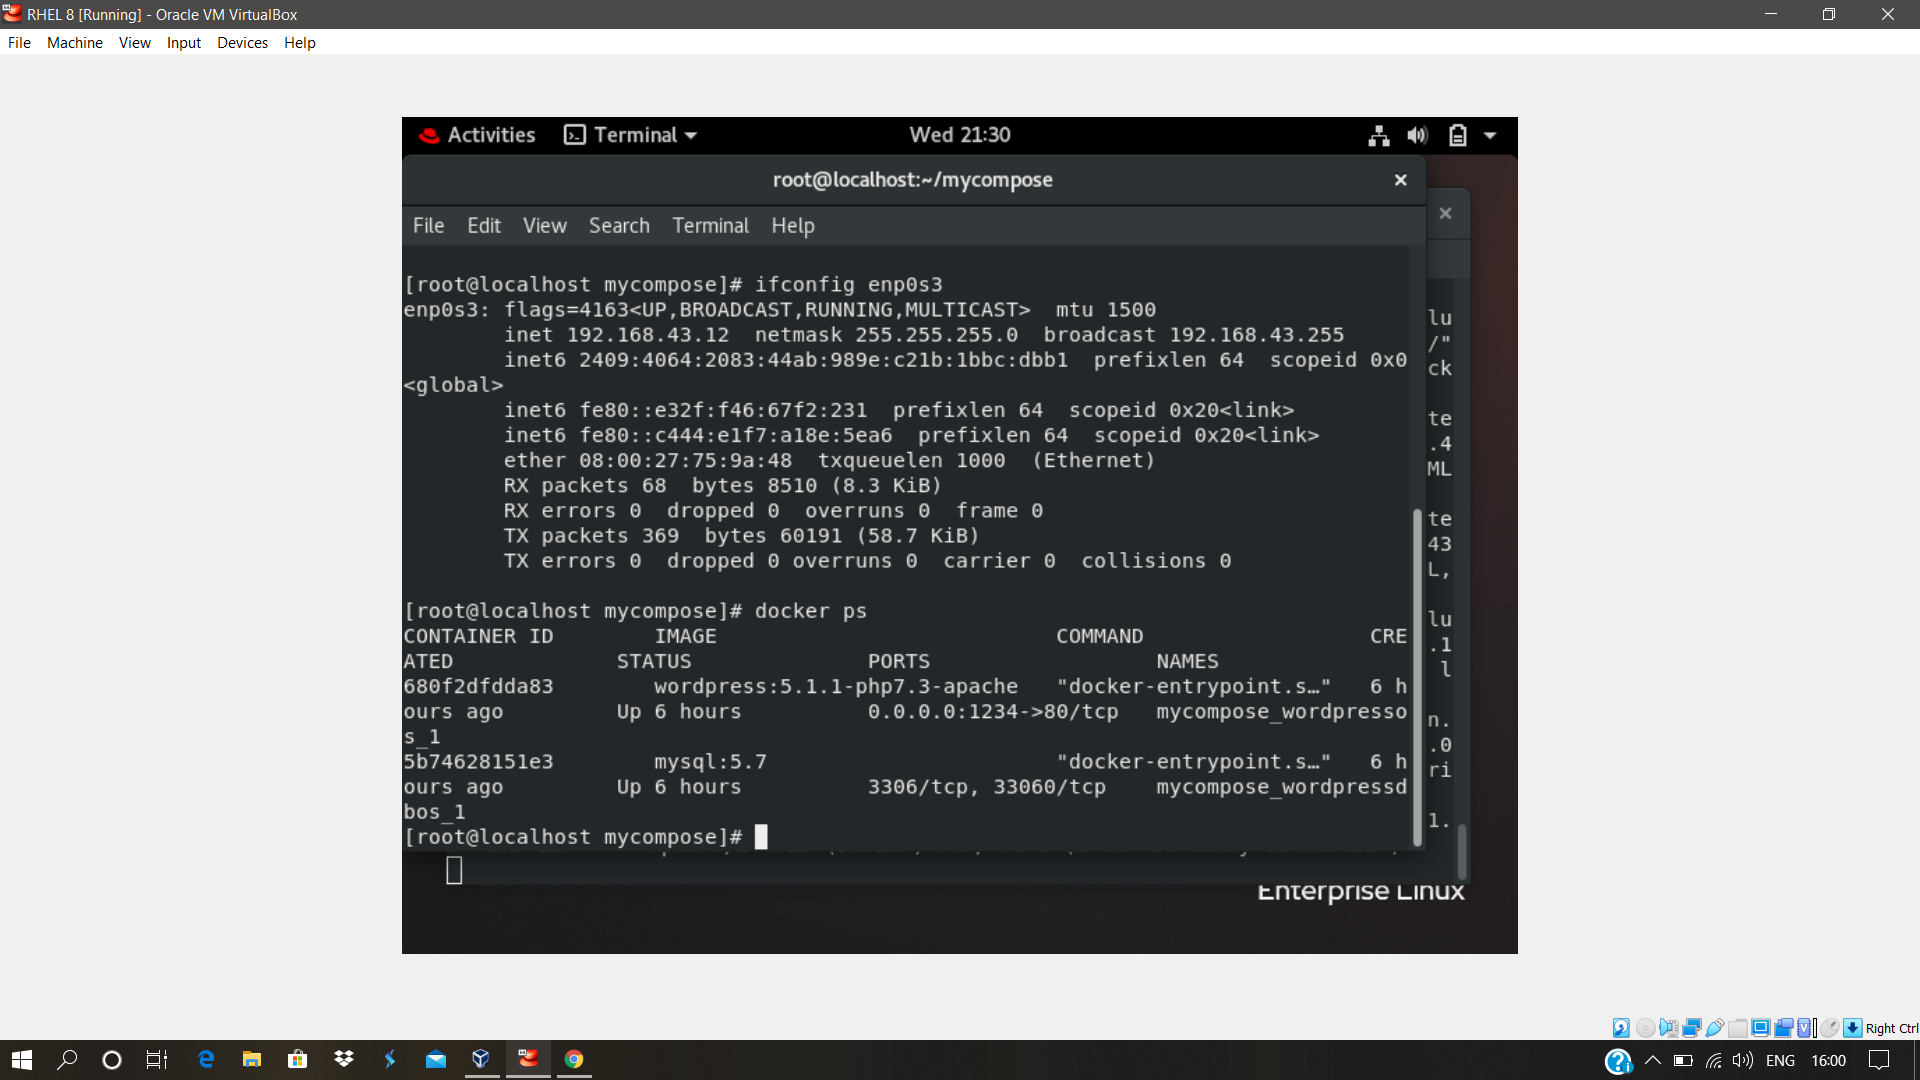 RHEL 8 [Running] - Oracle VM VirtualBox
File Machine View Input Devices Help
Activities Terminal Wed 21:30
root@localhost:~/mycompose
File Edit View Search Terminal Help
[root@localhost mycompose]# ifconfig enp0s3
enp0s3: flags=4163<UP,BROADCAST,RUNNING,MULTICAST>  mtu 1500
        inet 192.168.43.12  netmask 255.255.255.0  broadcast 192.168.43.255
        inet6 2409:4064:2083:44ab:989e:c21b:1bbc:dbb1  prefixlen 64  scopeid 0x0
<global>
        inet6 fe80::e32f:f46:67f2:231  prefixlen 64  scopeid 0x20<link>
        inet6 fe80::c444:e1f7:a18e:5ea6  prefixlen 64  scopeid 0x20<link>
        ether 08:00:27:75:9a:48  txqueuelen 1000  (Ethernet)
        RX packets 68  bytes 8510 (8.3 KiB)
        RX errors 0  dropped 0  overruns 0  frame 0
        TX packets 369  bytes 60191 (58.7 KiB)
        TX errors 0  dropped 0 overruns 0  carrier 0  collisions 0
[root@localhost mycompose]# docker ps
CONTAINER ID        IMAGE                           COMMAND                  CRE
ATED             STATUS              PORTS                  NAMES
680f2dfdda83        wordpress:5.1.1-php7.3-apache   "docker-entrypoint.s…"   6 h
ours ago         Up 6 hours          0.0.0.0:1234->80/tcp   mycompose_wordpresso
s_1
5b74628151e3        mysql:5.7                       "docker-entrypoint.s…"   6 h
ours ago         Up 6 hours          3306/tcp, 33060/tcp    mycompose_wordpressd
bos_1
[root@localhost mycompose]#
lu
/"
ck
te
.4
ML
te
43
L,
lu
.1
l
n.
.0
ri
1.
Enterprise Linux
Right Ctrl
ENG 16:00